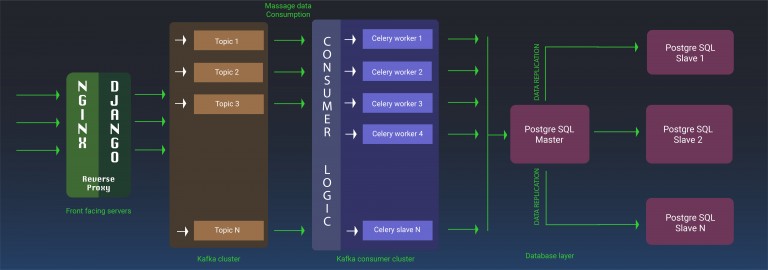 Massage data
Consumption
NGINX
DJANGO
Reverse
Proxy
Front facing servers
Topic 1
Topic 2
Topic 3
Topic N
Kafka cluster
CONSUMER
LOGIC
Celery worker 1
Celery worker 2
Celery worker 3
Celery worker 4
Celery slave N
Kafka consumer cluster
Postgre SQL
Master
DATA REPLICATION
DATA REPLICATION
Postgre SQL
Slave 1
Postgre SQL
Slave 2
Postgre SQL
Slave N
Database layer